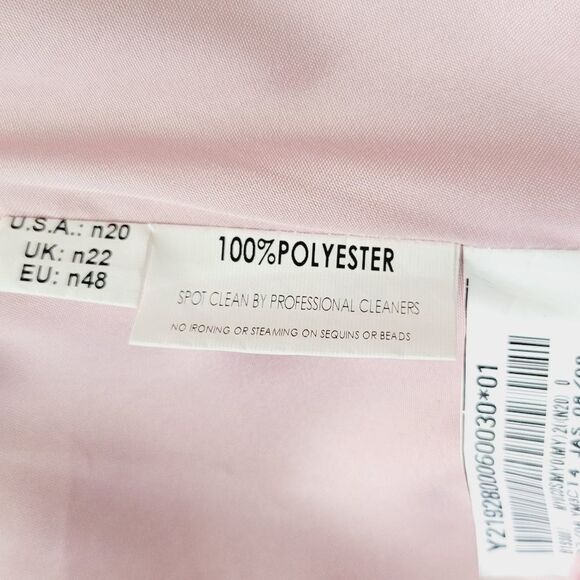 U.S.A.: n20
UK: n22
EU: n48
100%POLYESTER
SPOT CLEAN BY PROFESSIONAL CLEANERS
NO IRONING OR STEAMING ON SEQUINS OR BEADS
Y2192800060030*01